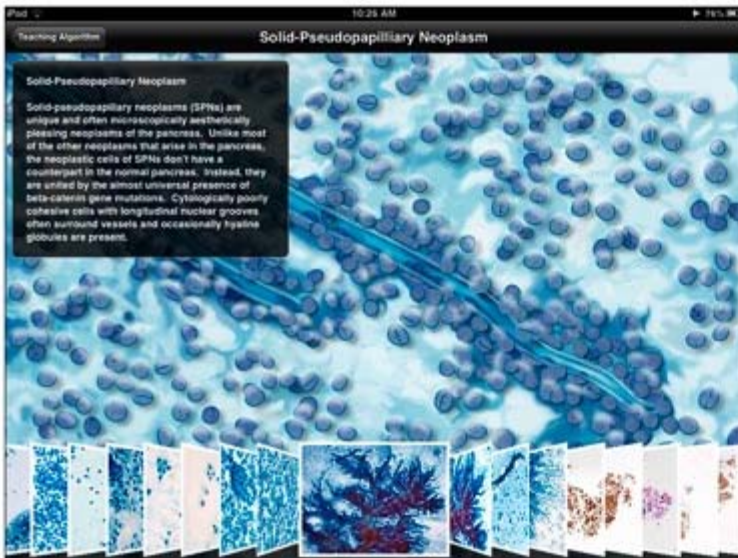 iPod
10:26 AM
76%
Teaching Algorithm
Solid-Pseudopapilliary Neoplasm
Solid-Pseudopapilliary Neoplasm
Solid-pseudopapillary neoplasms (SPNs) are
unique and often microscopically aesthetically
pleasing neoplasms of the pancreas. Unlike most
of the other neoplasms that arise in the pancreas,
the neoplastic cells of SPNs don't have a
counterpart in the normal pancreas. Instead, they
are united by the almost universal presence of
beta-catenin gene mutations. Cytologically poorly
cohesive cells with longitudinal nuclear grooves
often surround vessels and occasionally hyaline
globules are present.